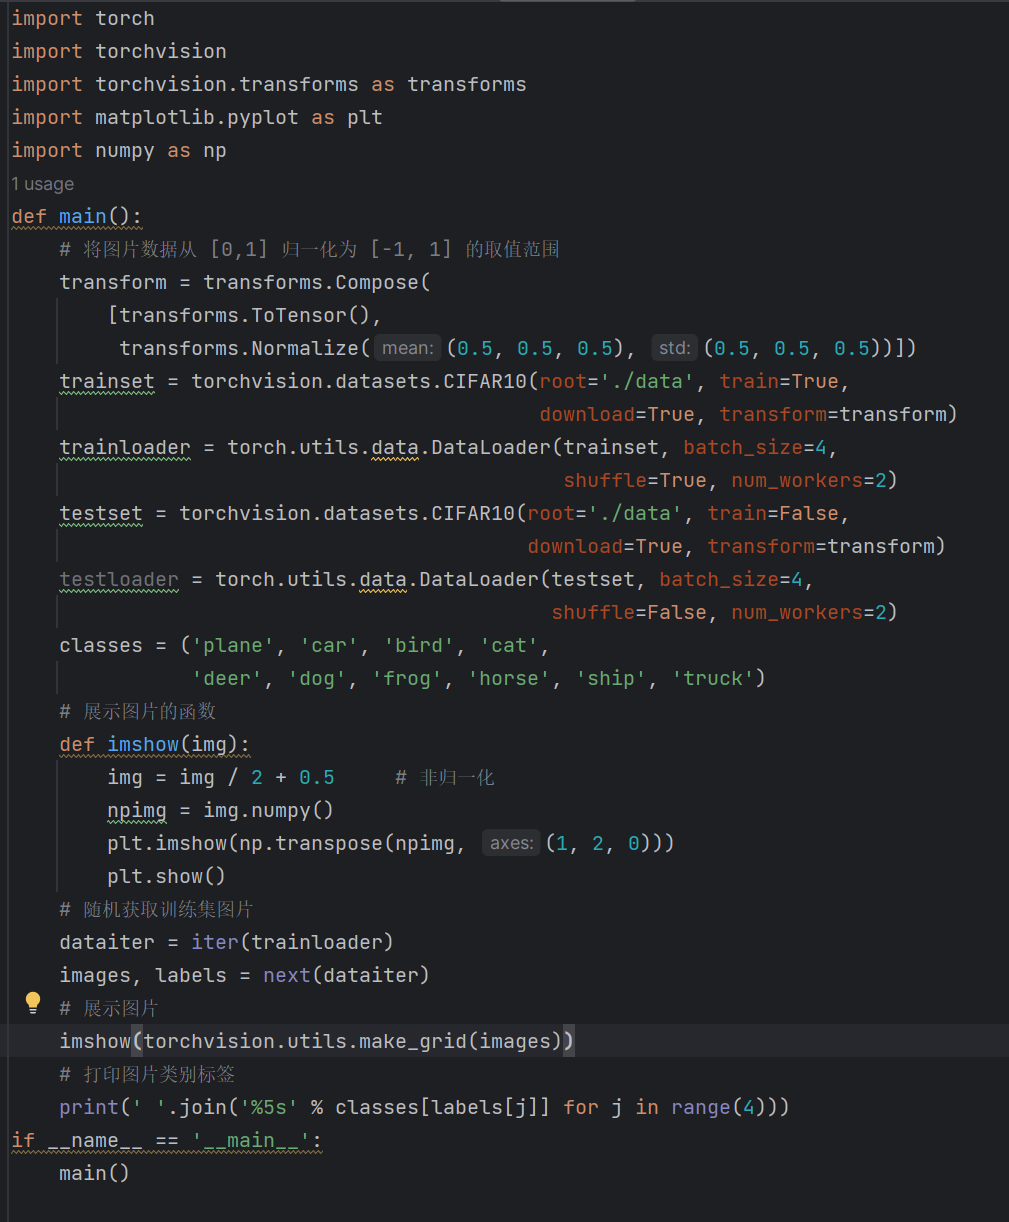 import torch
import torchvision
import torchvision.transforms as transforms
import matplotlib.pyplot as plt
import numpy as np
1 usage
def main():
    # 将图片数据从 [0,1] 归一化为 [-1, 1] 的取值范围
    transform = transforms.Compose(
        [transforms.ToTensor(),
         transforms.Normalize( mean: (0.5, 0.5, 0.5), std: (0.5, 0.5, 0.5))])
    trainset = torchvision.datasets.CIFAR10(root='./data', train=True,
                                            download=True, transform=transform)
    trainloader = torch.utils.data.DataLoader(trainset, batch_size=4,
                                              shuffle=True, num_workers=2)
    testset = torchvision.datasets.CIFAR10(root='./data', train=False,
                                           download=True, transform=transform)
    testloader = torch.utils.data.DataLoader(testset, batch_size=4,
                                             shuffle=False, num_workers=2)
    classes = ('plane', 'car', 'bird', 'cat',
               'deer', 'dog', 'frog', 'horse', 'ship', 'truck')
    # 展示图片的函数
    def imshow(img):
        img = img / 2 + 0.5     # 非归一化
        npimg = img.numpy()
        plt.imshow(np.transpose(npimg, axes: (1, 2, 0)))
        plt.show()
    # 随机获取训练集图片
    dataiter = iter(trainloader)
    images, labels = next(dataiter)
    # 展示图片
    imshow(torchvision.utils.make_grid(images))
    # 打印图片类别标签
    print(' '.join('%5s' % classes[labels[j]] for j in range(4)))
if __name__ == '__main__':
    main()